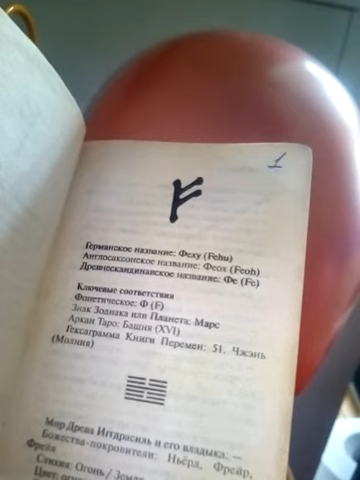 1
ᚠ
Германское название: Феху (Fehu)
Англосаксонское название: Феох (Feoh)
Древнескандинавское название: Фе (Fe)
Ключевые соответствия
Фонетическое: Ф (F)
Знак Зодиака или Планета: Марс
Аркан Таро: Башня (XVI)
Гексаграмма Книги Перемен: 51. Чжэнь
(Молния)
Мир Древа Иггдрасиль и его владыка: —
Божества-покровители: Ньёрд, Фрейр,
Фрейя
Стихия: Огонь / Земля
Цвет: